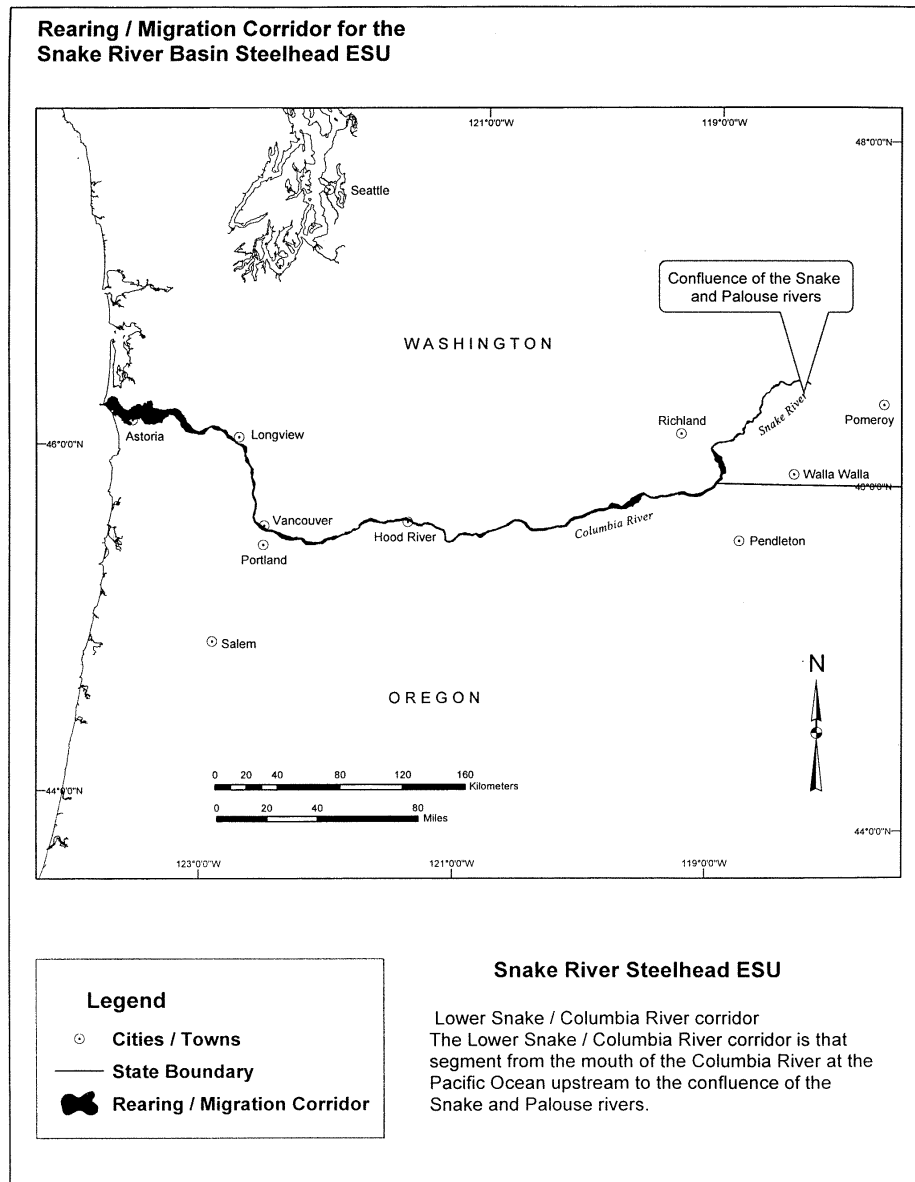 Rearing / Migration Corridor for the
Snake River Basin Steelhead ESU
121°0'0"W
119°0'0"W
48°0'0"N
Seattle
Confluence of the Snake
and Palouse rivers
WASHINGTON
Snake River
Richland
Pomeroy
Astoria
Longview
46°0'0"N
Walla Walla
46°0'0"N
Vancouver
Hood River
Columbia River
Portland
Pendleton
Salem
N
OREGON
0 20 40 80 120 160
Kilometers
0 20 40 80
Miles
44°0'0"N
44°0'0"N
123°0'0"W
121°0'0"W
119°0'0"W
Legend
Cities / Towns
State Boundary
Rearing / Migration Corridor
Snake River Steelhead ESU
Lower Snake / Columbia River corridor
The Lower Snake / Columbia River corridor is that
segment from the mouth of the Columbia River at the
Pacific Ocean upstream to the confluence of the
Snake and Palouse rivers.